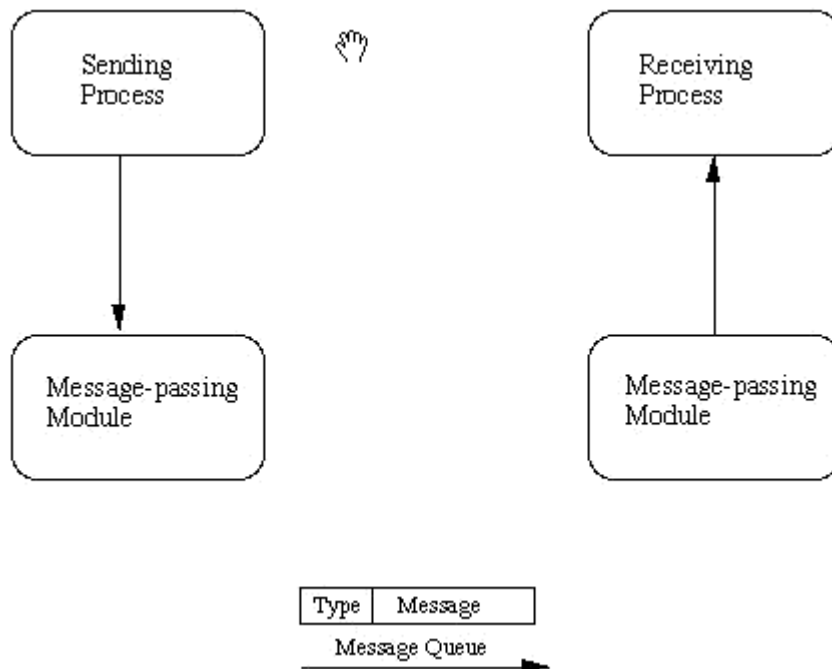 Sending
Process
Receiving
Process
Message-passing
Module
Message-passing
Module
Type
Message
Message Queue